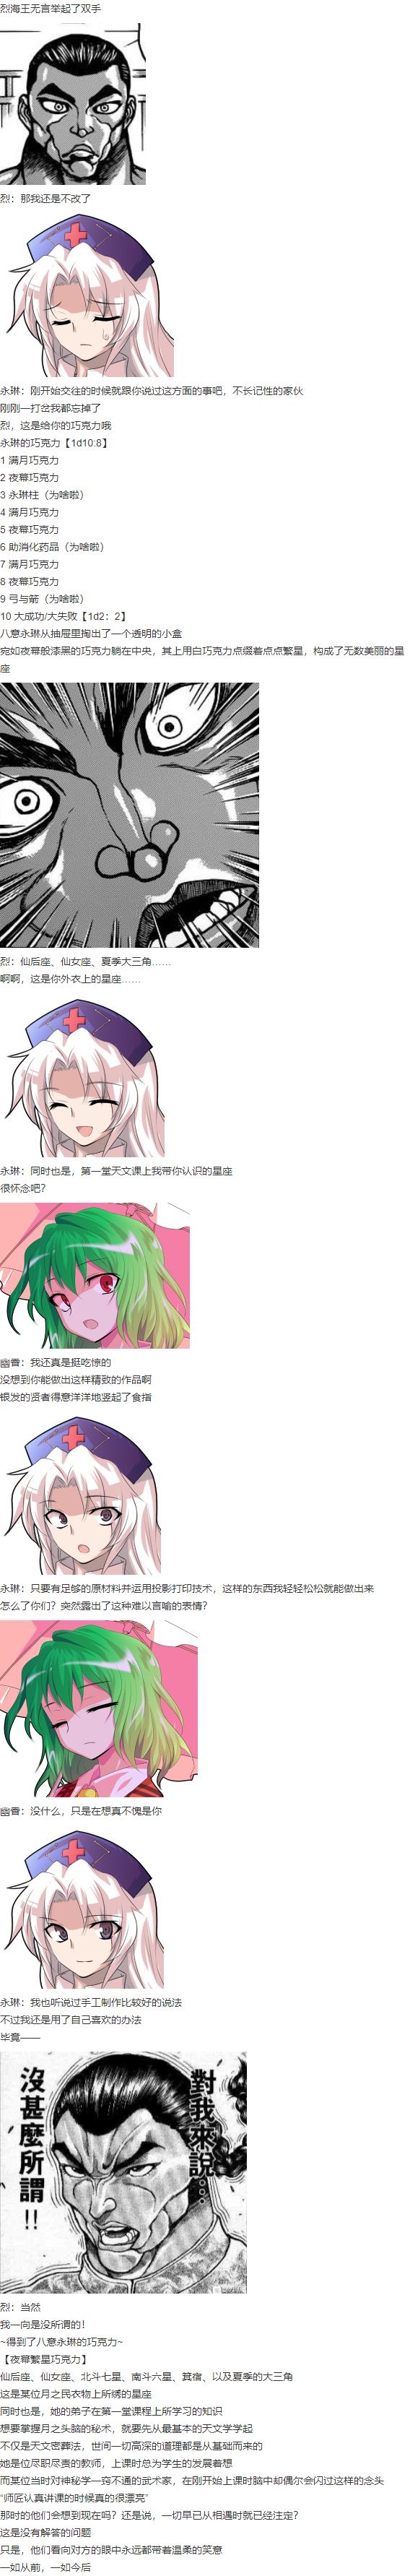 烈海王无言举起了双手
烈：那我还是不改了
永琳：刚开始交往的时候就跟你说过这方面的事吧，不长记性的家伙
刚刚一打岔我都忘掉了
烈，这是给你的巧克力哦
永琳的巧克力【1d10:8】
1 满月巧克力
2 夜幕巧克力
3 永琳柱（为啥啦）
4 满月巧克力
5 夜幕巧克力
6 助消化药品（为啥啦）
7 满月巧克力
8 夜幕巧克力
9 弓与箭（为啥啦）
10 大成功/大失败【1d2：2】
八意永琳从抽屉里掏出了一个透明的小盒
宛如夜幕般漆黑的巧克力躺在中央，其上用白巧克力点缀着点点繁星，构成了无数美丽的星
座
烈：仙后座、仙女座、夏季大三角……
啊啊，这是你外衣上的星座……
永琳：同时也是，第一堂天文课上我带你认识的星座
很怀念吧？
幽香：我还真是挺吃惊的
没想到你能做出这样精致的作品啊
银发的贤者得意洋洋地竖起了食指
永琳：只要有足够的原材料并运用投影打印技术，这样的东西我轻轻松松就能做出来
怎么了你们？突然露出了这种难以言喻的表情？
幽香：没什么，只是在想真不愧是你
永琳：我也听说过手工制作比较好的说法
不过我还是用了自己喜欢的办法
毕竟——
對我來說…
沒甚麼所謂!!
烈：当然
我一向是没所谓的！
~得到了八意永琳的巧克力~
【夜幕繁星巧克力】
仙后座、仙女座、北斗七星、南斗六星、箕宿、以及夏季的大三角
这是某位月之民衣物上所绣的星座
同时也是，她的弟子在第一堂课程上所学习的知识
想要掌握月之头脑的秘术，就要先从最基本的天文学学起
不仅是天文密葬法，世间一切高深的道理都是从基础而来的
她是位尽职尽责的教师，上课时总为学生的发展着想
而某位当时对神秘学一窍不通的武术家，在刚开始上课时脑中却偶尔会闪过这样的念头
“师匠认真讲课的时候真的很漂亮”
那时的他们会想到现在吗？还是说，一切早已从相遇时就已经注定？
这是没有解答的问题
只是，他们看向对方的眼中永远都带着温柔的笑意
一如从前，一如今后